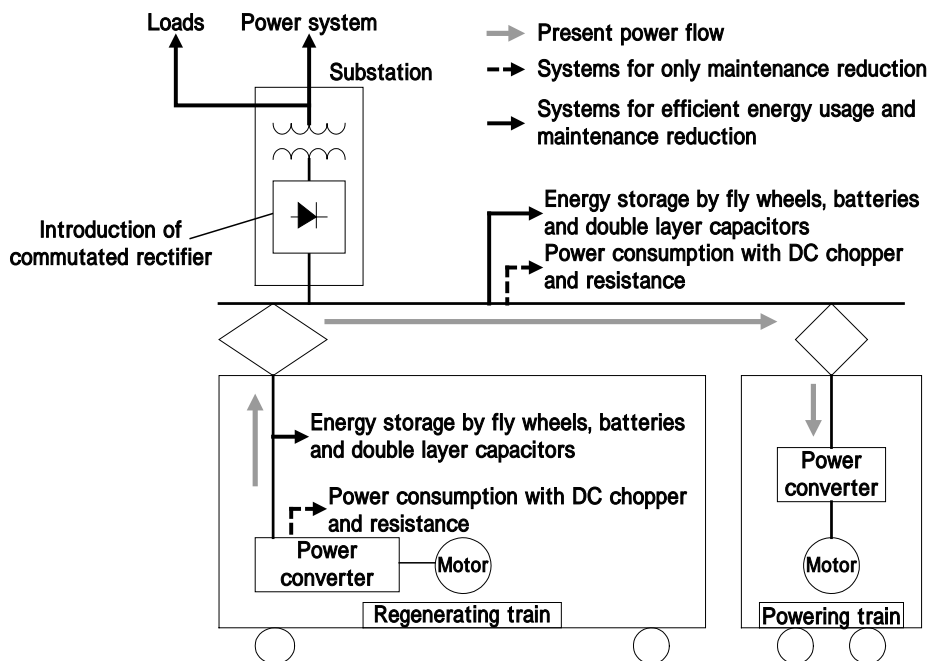 Loads
Power system
Substation
Present power flow
Systems for only maintenance reduction
Systems for efficient energy usage and
maintenance reduction
Introduction of
commutated rectifier
Energy storage by fly wheels, batteries
and double layer capacitors
Power consumption with DC chopper
and resistance
Energy storage by fly wheels, batteries
and double layer capacitors
Power consumption with DC chopper
and resistance
Power
converter
Motor
Regenerating train
Power
converter
Motor
Powering train